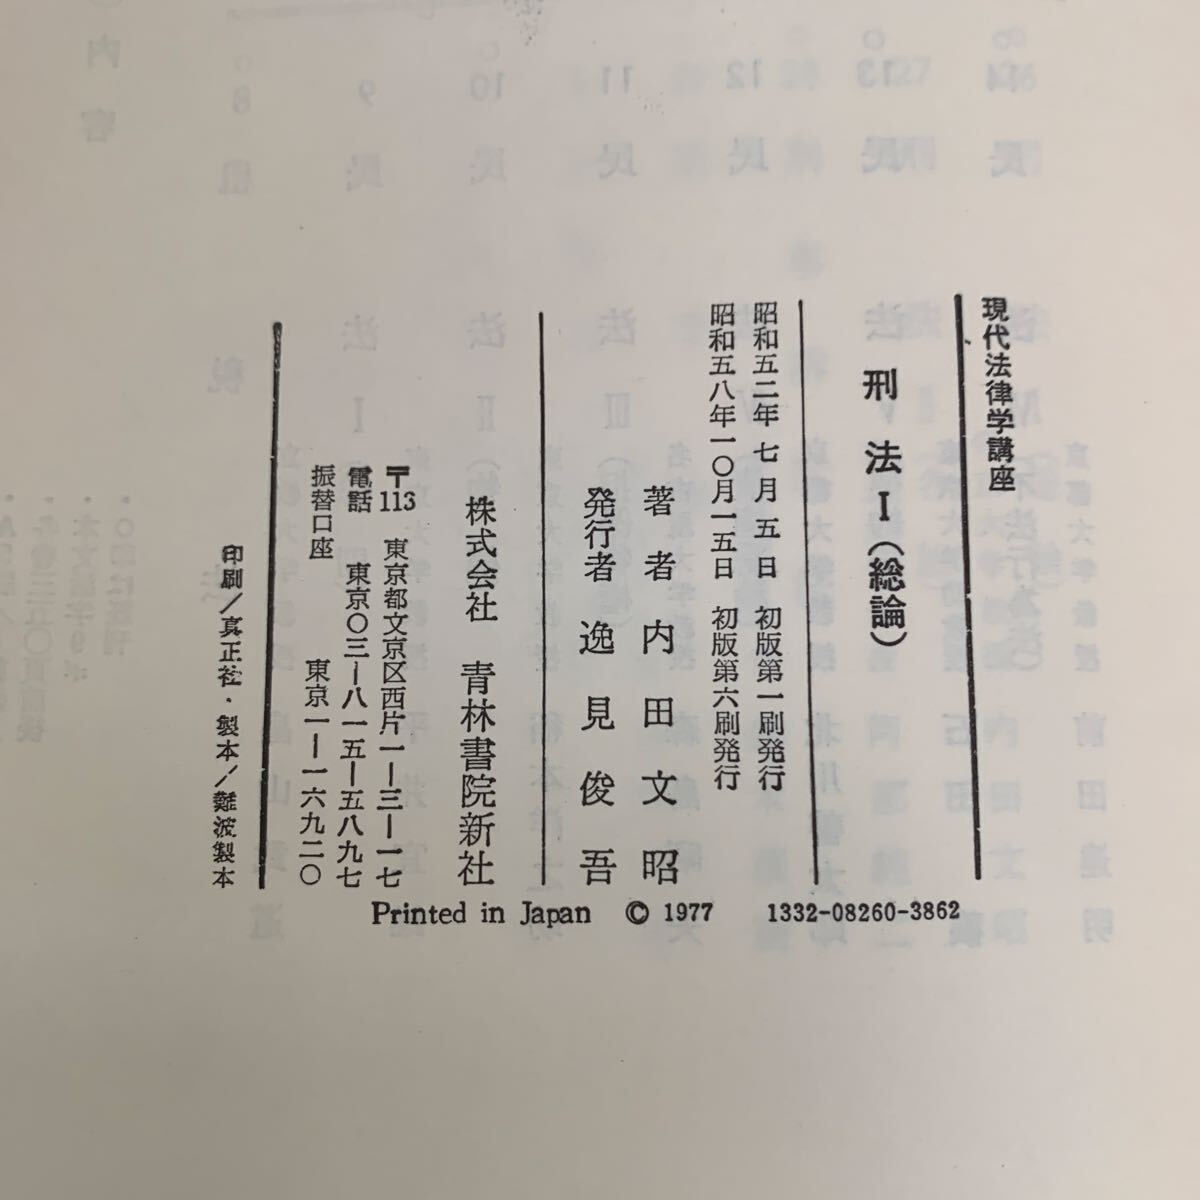 現代法律学講座
刑法Ⅰ(総論)
昭和五二年七月五日 初版第一刷発行
昭和五八年一〇月一五日 初版第六刷発行
著者 内田文昭
発行者 逸見俊吾
株式会社 青林書院新社
〒113 東京都文京区西片一ー三ー一七
電話 東京〇三ー八一五ー五八九七
振替口座 東京一ー一六九二〇
印刷/真正社・製本/難波製本
Printed in Japan © 1977 1332-08260-3862